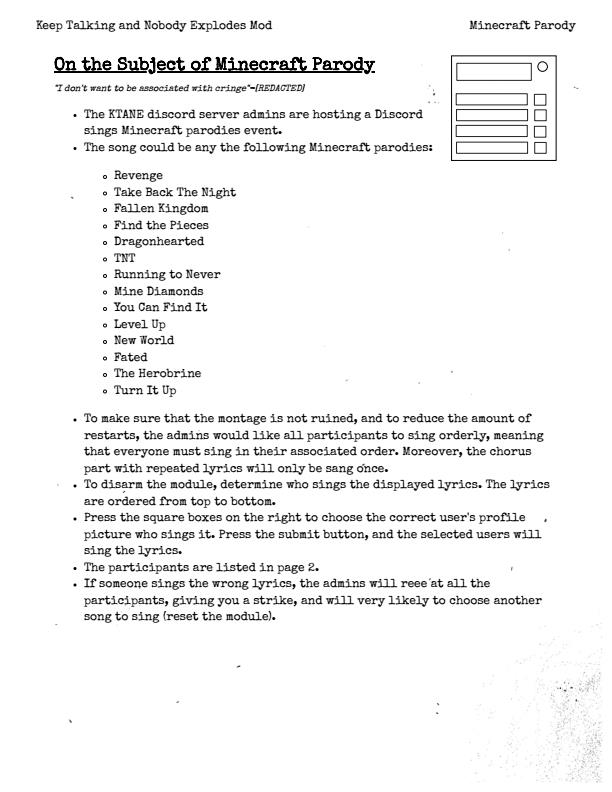 Keep Talking and Nobody Explodes Mod
Minecraft Parody
On the Subject of Minecraft Parody
"I don't want to be associated with cringe"-[REDACTED]
• The KTANE discord server admins are hosting a Discord
sings Minecraft parodies event.
• The song could be any the following Minecraft parodies:
Revenge
Take Back The Night
Fallen Kingdom
Find the Pieces
Dragonhearted
TNT
Running to Never
Mine Diamonds
You Can Find It
Level Up
New World
Fated
The Herobrine
Turn It Up
• To make sure that the montage is not ruined, and to reduce the amount of
restarts, the admins would like all participants to sing orderly, meaning
that everyone must sing in their associated order. Moreover, the chorus
part with repeated lyrics will only be sang once.
• To disarm the module, determine who sings the displayed lyrics. The lyrics
are ordered from top to bottom.
• Press the square boxes on the right to choose the correct user's profile
picture who sings it. Press the submit button, and the selected users will
sing the lyrics.
• The participants are listed in page 2.
• If someone sings the wrong lyrics, the admins will reee at all the
participants, giving you a strike, and will very likely to choose another
song to sing (reset the module).